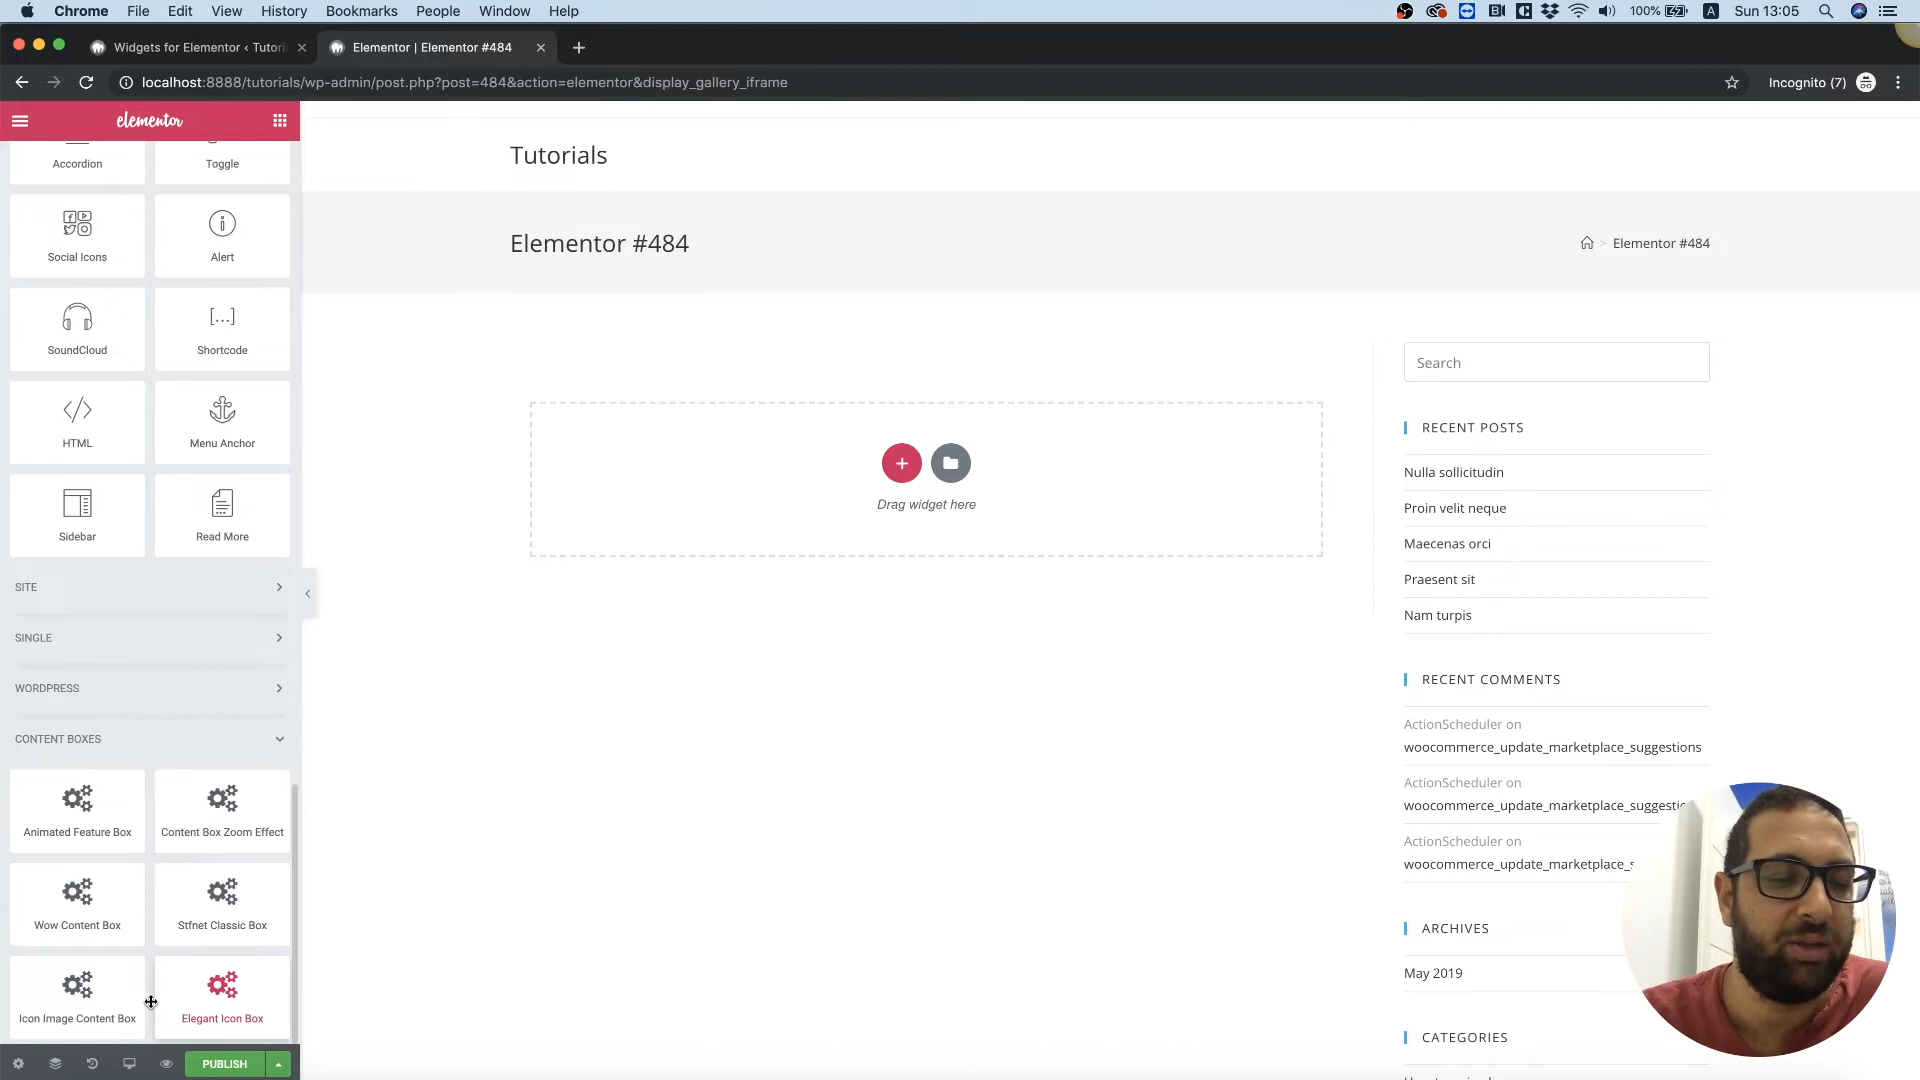 Chrome File Edit View History Bookmarks People Window Help 100% A Sun 13:05
Widgets for Elementor ‹ Tutori
Elementor | Elementor #484
localhost:8888/tutorials/wp-admin/post.php?post=484&action=elementor&display_gallery_iframe
Incognito (7)
elementor
Accordion
Toggle
Social Icons
Alert
SoundCloud
[...]
Shortcode
HTML
Menu Anchor
Sidebar
Read More
SITE
SINGLE
WORDPRESS
CONTENT BOXES
Animated Feature Box
Content Box Zoom Effect
Wow Content Box
Stfnet Classic Box
Icon Image Content Box
Elegant Icon Box
PUBLISH
Tutorials
Elementor #484
> Elementor #484
Drag widget here
Search
RECENT POSTS
Nulla sollicitudin
Proin velit neque
Maecenas orci
Praesent sit
Nam turpis
RECENT COMMENTS
ActionScheduler on
woocommerce_update_marketplace_suggestions
ActionScheduler on
woocommerce_update_marketplace_suggesti
ActionScheduler on
woocommerce_update_marketplace_s
ARCHIVES
May 2019
CATEGORIES